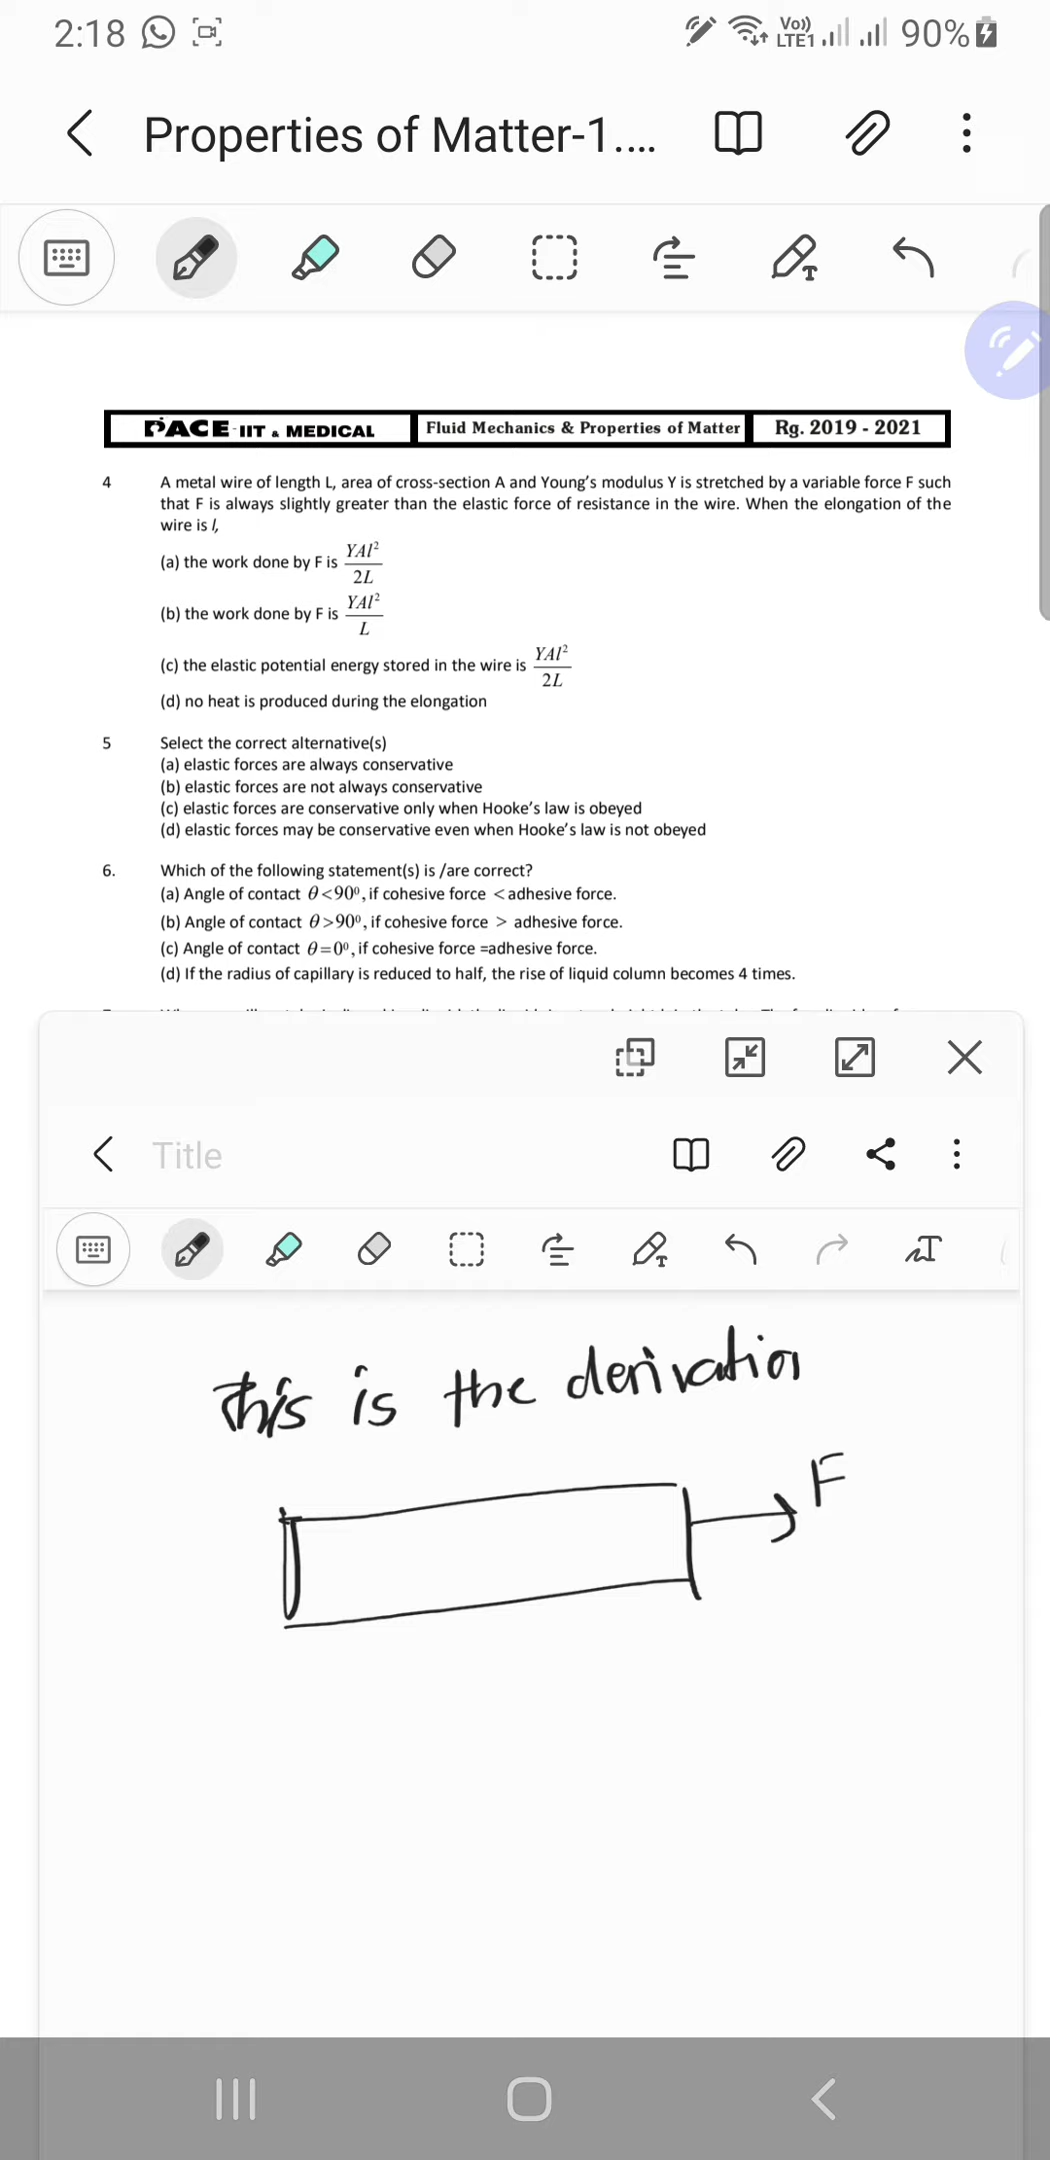 2:18 Vo)) LTE1 90%
Properties of Matter-1....
PACE IIT & MEDICAL Fluid Mechanics & Properties of Matter Rg. 2019 - 2021
4 A metal wire of length L, area of cross-section A and Young's modulus Y is stretched by a variable force F such
that F is always slightly greater than the elastic force of resistance in the wire. When the elongation of the
wire is l,
(a) the work done by F is YAl²/2L
(b) the work done by F is YAl²/L
(c) the elastic potential energy stored in the wire is YAl²/2L
(d) no heat is produced during the elongation
5 Select the correct alternative(s)
(a) elastic forces are always conservative
(b) elastic forces are not always conservative
(c) elastic forces are conservative only when Hooke's law is obeyed
(d) elastic forces may be conservative even when Hooke's law is not obeyed
6. Which of the following statement(s) is /are correct?
(a) Angle of contact θ<90⁰, if cohesive force < adhesive force.
(b) Angle of contact θ>90⁰, if cohesive force > adhesive force.
(c) Angle of contact θ=0⁰, if cohesive force =adhesive force.
(d) If the radius of capillary is reduced to half, the rise of liquid column becomes 4 times.
Title
this is the derivation
F